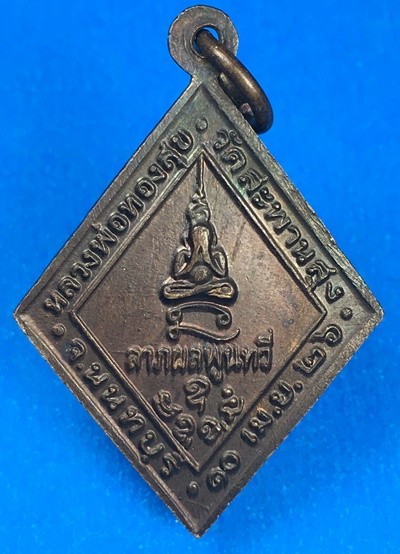 หลวงพ่อทองสุข
วัดสะพานสูง
จ.นนทบุรี
๑๐ เม.ย. ๒๖
ลาภผลพูนทวี